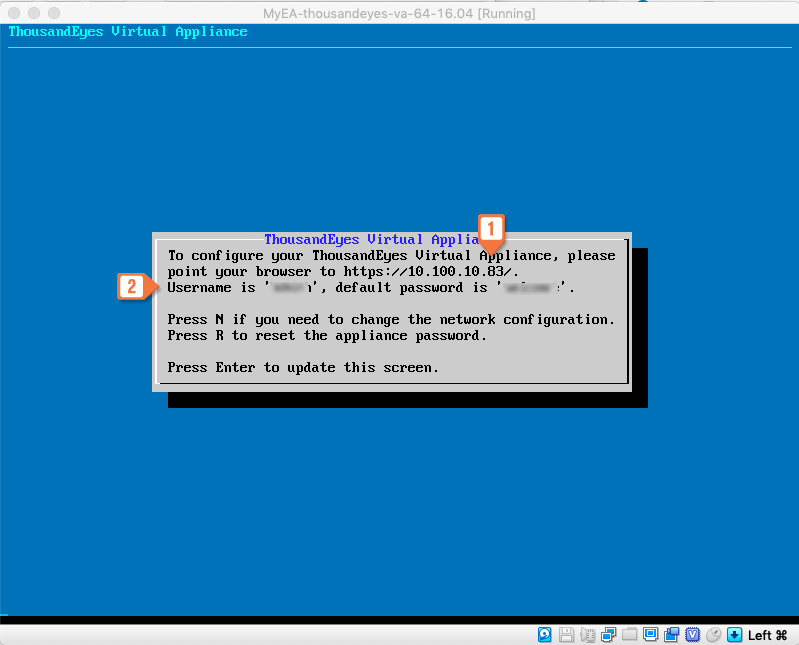 MyEA-thousandeyes-va-64-16.04 [Running]
ThousandEyes Virtual Appliance
1
ThousandEyes Virtual Applia
To configure your ThousandEyes Virtual Appliance, please
point your browser to https://10.100.10.83/.
2
Username is '', default password is ''.
Press N if you need to change the network configuration.
Press R to reset the appliance password.
Press Enter to update this screen.
Left ⌘